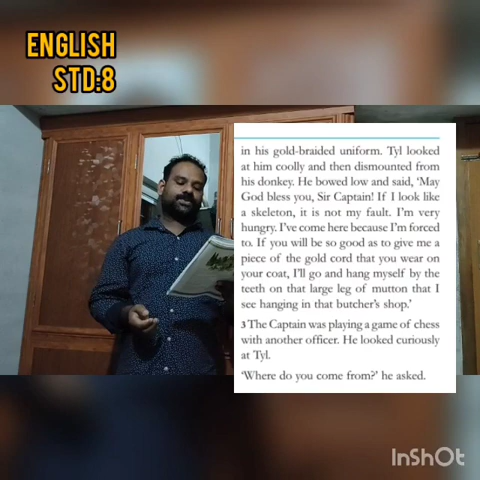 ENGLISH
STD:8
in his gold-braided uniform. Tyl looked
at him coolly and then dismounted from
his donkey. He bowed low and said, ‘May
God bless you, Sir Captain! If I look like
a skeleton, it is not my fault. I’m very
hungry. I’ve come here because I’m forced
to. If you will be so good as to give me a
piece of the gold cord that you wear on
your coat, I’ll go and hang myself by the
teeth on that large leg of mutton that I
see hanging in that butcher’s shop.’
3 The Captain was playing a game of chess
with another officer. He looked curiously
at Tyl.
‘Where do you come from?’ he asked.
InShOt